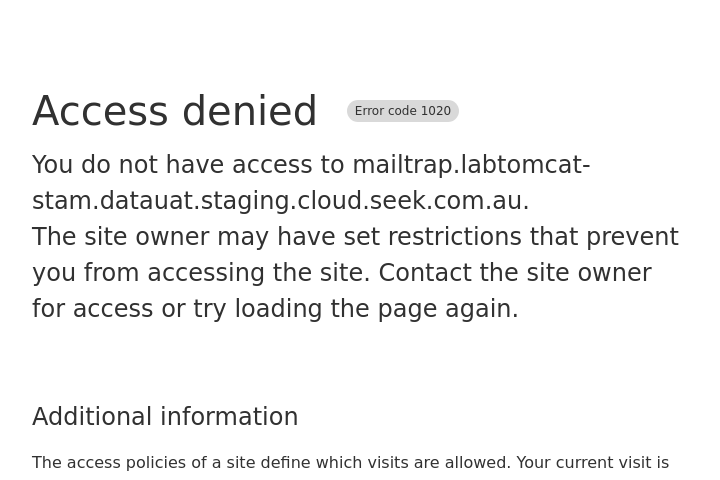 Access denied Error code 1020
You do not have access to mailtrap.labtomcat-
stam.datauat.staging.cloud.seek.com.au.
The site owner may have set restrictions that prevent
you from accessing the site. Contact the site owner
for access or try loading the page again.
Additional information
The access policies of a site define which visits are allowed. Your current visit is